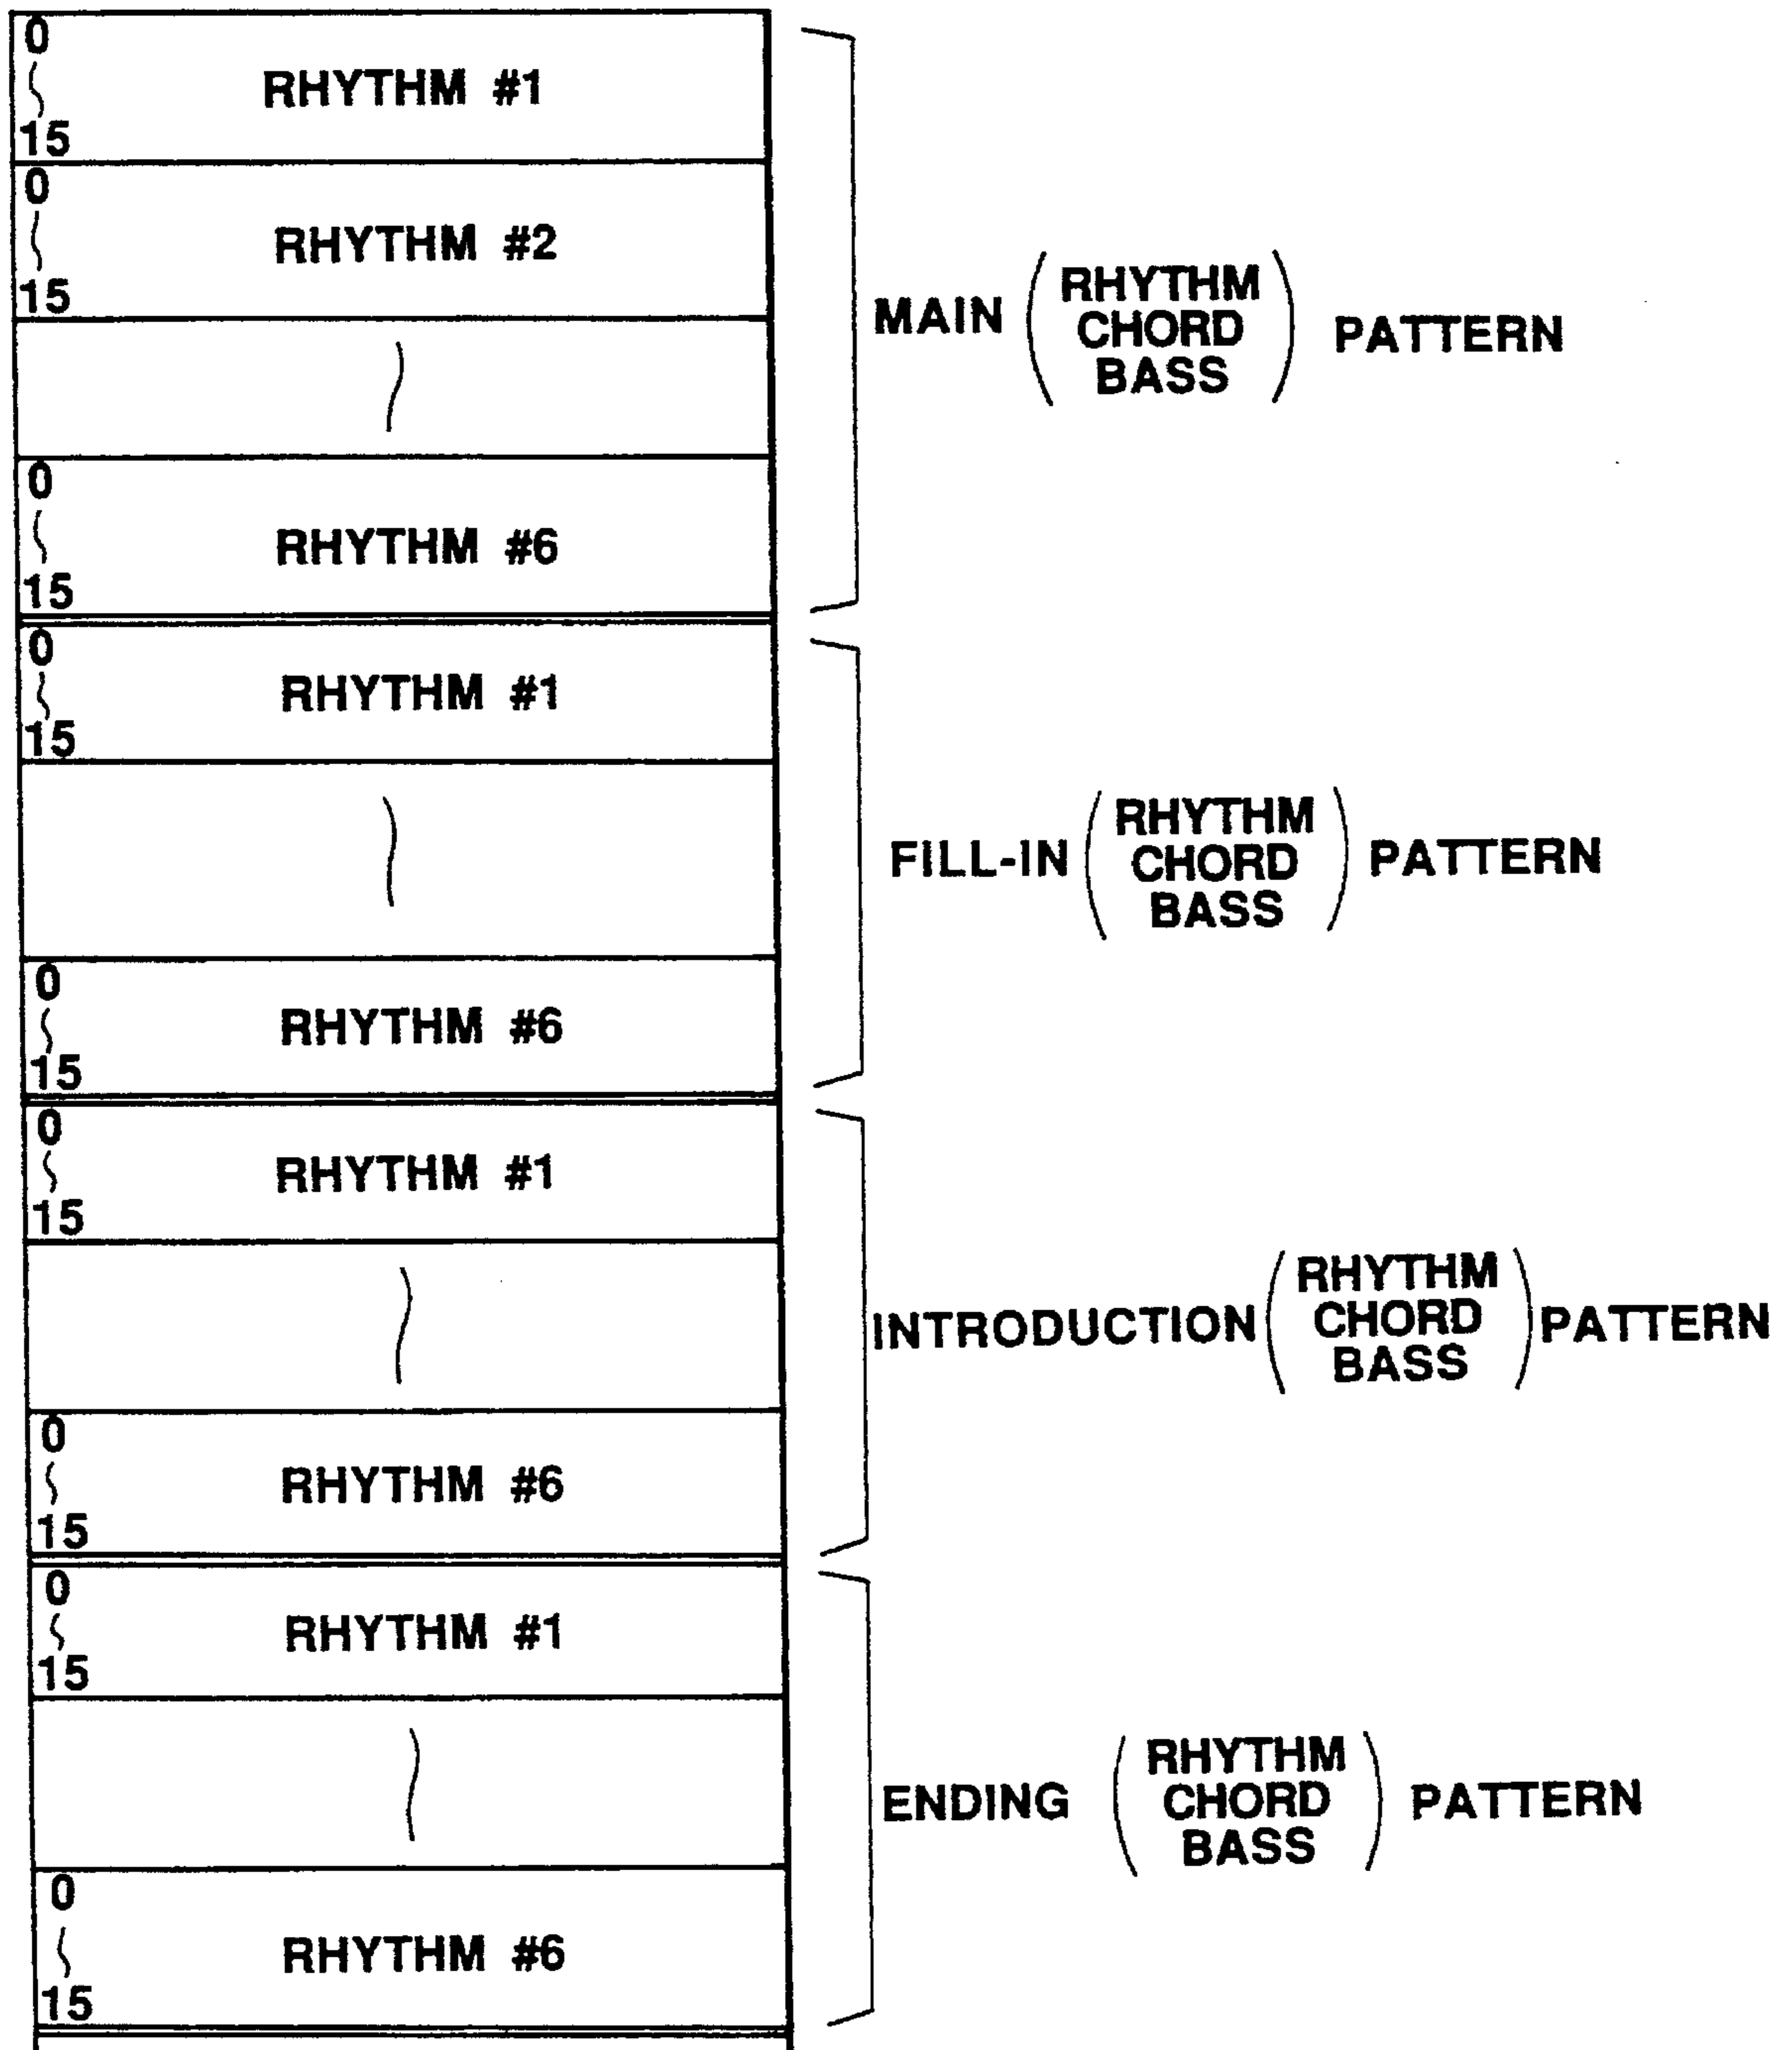 0
RHYTHM #1
15
0
RHYTHM #2
15
0
RHYTHM #6
15
MAIN ( RHYTHM
CHORD
BASS ) PATTERN
0
RHYTHM #1
15
0
RHYTHM #6
15
FILL-IN ( RHYTHM
CHORD
BASS ) PATTERN
0
RHYTHM #1
15
0
RHYTHM #6
15
INTRODUCTION ( RHYTHM
CHORD
BASS ) PATTERN
0
RHYTHM #1
15
0
RHYTHM #6
15
ENDING ( RHYTHM
CHORD
BASS ) PATTERN